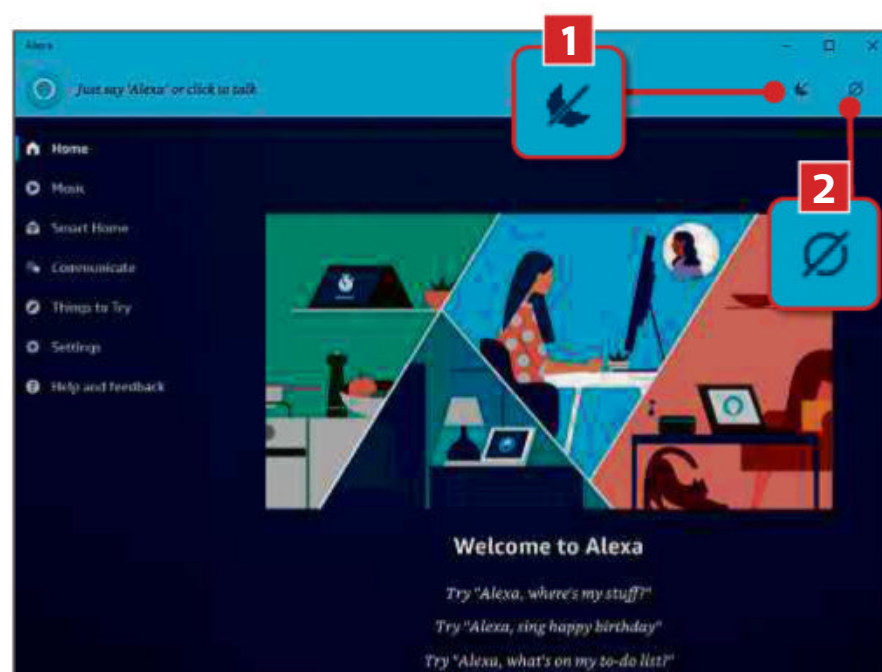 Alexa
1
Just say 'Alexa' or click to talk
Home
Music
2
Smart Home
Communicate
Things to Try
Settings
Help and feedback
Welcome to Alexa
Try "Alexa, where's my stuff?"
Try "Alexa, sing happy birthday"
Try "Alexa, what's on my to-do list?"